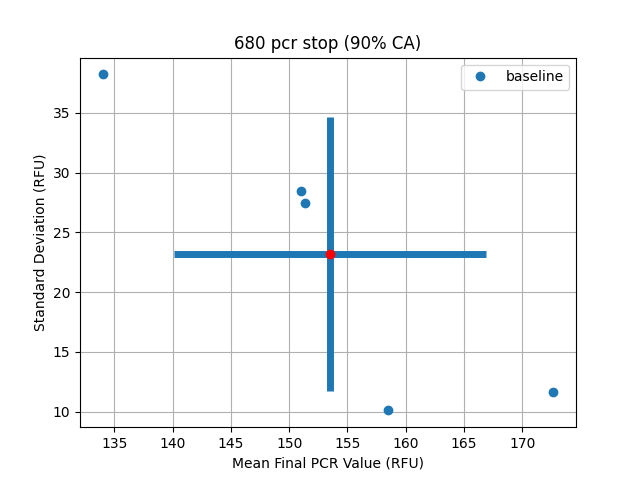 680 pcr stop (90% CA)
baseline
35
30
25
20
15
10
Standard Deviation (RFU)
135 140 145 150 155 160 165 170
Mean Final PCR Value (RFU)